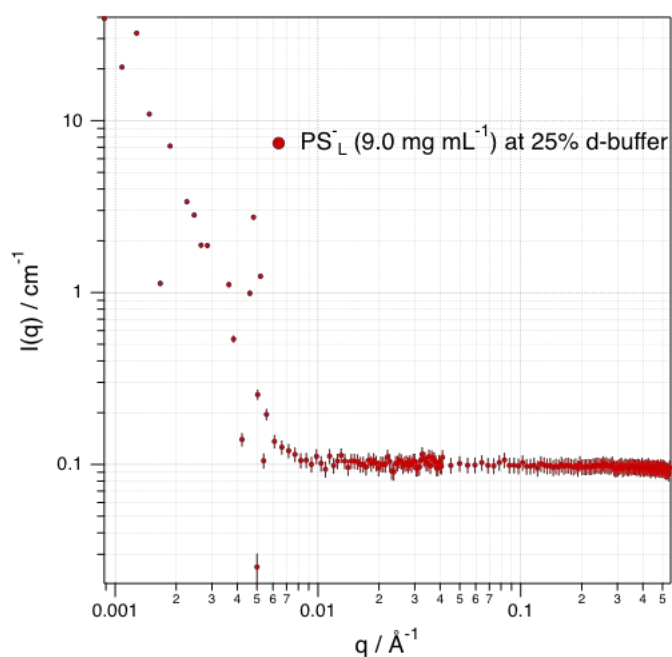 10
1
0.1
I(q) / cm⁻¹
PS⁻L (9.0 mg mL⁻¹) at 25% d-buffer
0.001 2 3 4 5 6 7 0.01 2 3 4 5 6 7 0.1 2 3 4 5
q / Å⁻¹